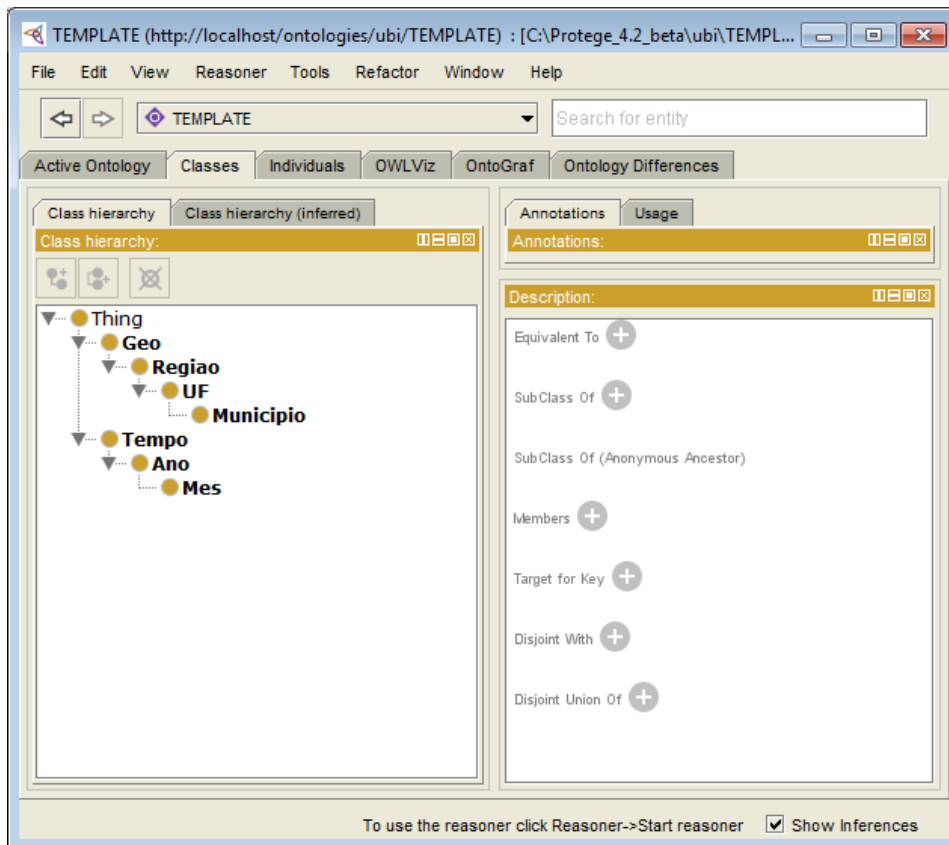 TEMPLATE (http://localhost/ontologies/ubi/TEMPLATE) : [C:\Protege_4.2_beta\ubi\TEMPL...
File Edit View Reasoner Tools Refactor Window Help
TEMPLATE
Search for entity
Active Ontology Classes Individuals OWLViz OntoGraf Ontology Differences
Class hierarchy Class hierarchy (inferred)
Class hierarchy:
Thing
Geo
Regiao
UF
Municipio
Tempo
Ano
Mes
Annotations Usage
Annotations:
Description:
Equivalent To
SubClass Of
SubClass Of (Anonymous Ancestor)
Members
Target for Key
Disjoint With
Disjoint Union Of
To use the reasoner click Reasoner->Start reasoner Show Inferences